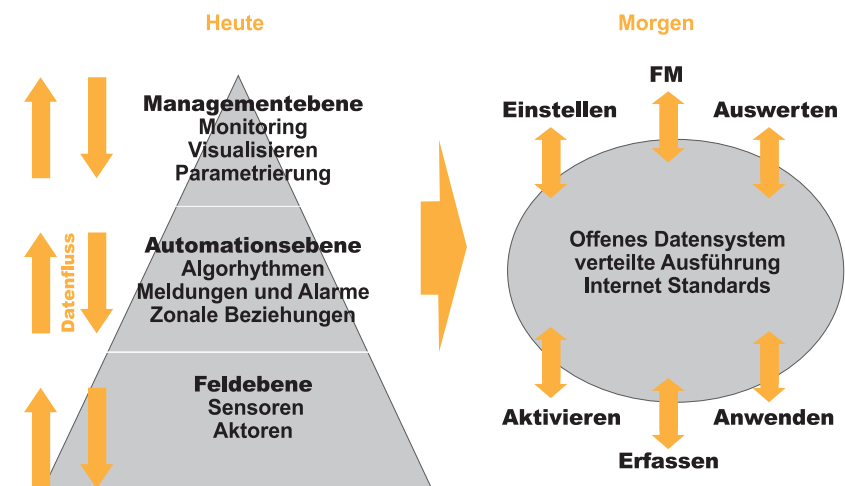 Heute
Managementebene
Monitoring
Visualisieren
Parametrierung
Datenfluss
Automationsebene
Algorhythmen
Meldungen und Alarme
Zonale Beziehungen
Feldebene
Sensoren
Aktoren
Morgen
FM
Einstellen
Auswerten
Offenes Datensystem
verteilte Ausführung
Internet Standards
Aktivieren
Anwenden
Erfassen